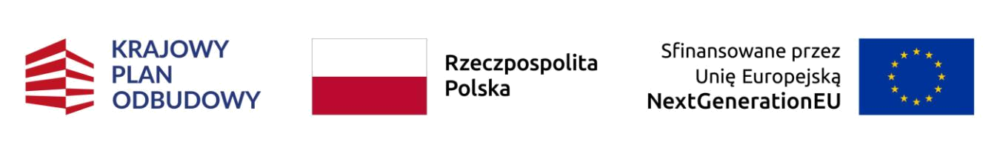 KRAJOWY
PLAN
ODBUDOWY
Rzeczpospolita
Polska
Sfinansowane przez
Unię Europejską
NextGenerationEU